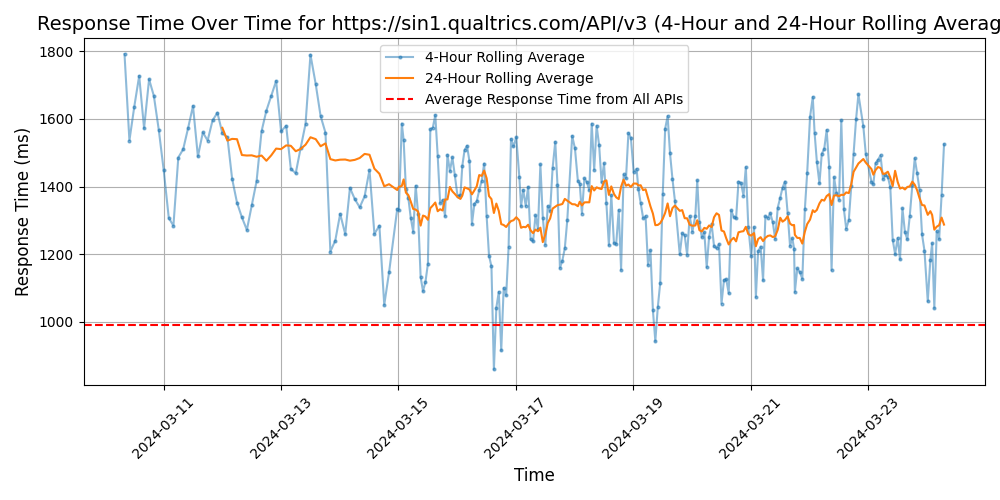 Response Time Over Time for https://sin1.qualtrics.com/API/v3 (4-Hour and 24-Hour Rolling Averag
1800
1600
1400
1200
1000
Response Time (ms)
4-Hour Rolling Average
24-Hour Rolling Average
Average Response Time from All APIs
2024-03-11
2024-03-13
2024-03-15
2024-03-17
2024-03-19
2024-03-21
2024-03-23
Time